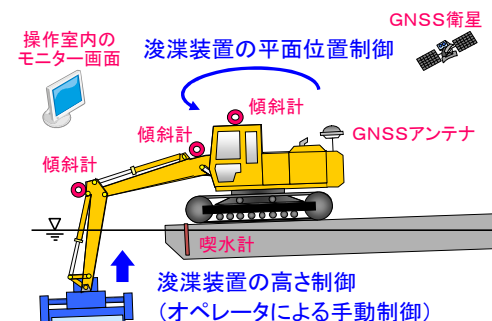 GNSS衛星
操作室内の
モニター画面
浚渫装置の平面位置制御
傾斜計
傾斜計
GNSSアンテナ
傾斜計
喫水計
浚渫装置の高さ制御
(オペレータによる手動制御)